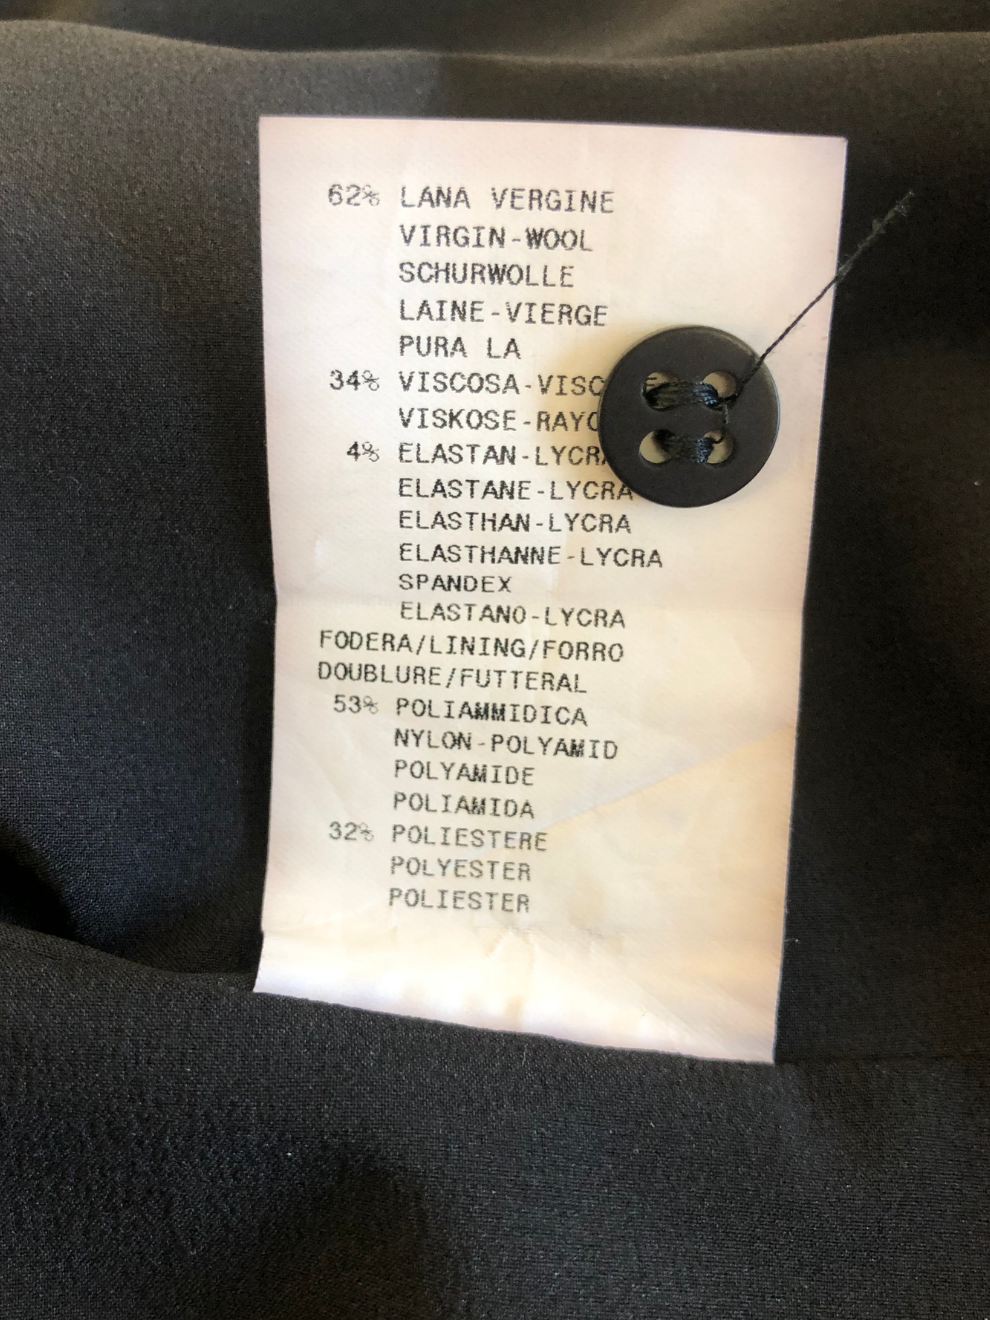 62% LANA VERGINE
VIRGIN-WOOL
SCHURWOLLE
LAINE-VIERGE
PURA LA
34% VISCOSA-VISC
VISKOSE-RAYO
4% ELASTAN-LYCRA
ELASTANE-LYCRA
ELASTHAN-LYCRA
ELASTHANNE-LYCRA
SPANDEX
ELASTANO-LYCRA
FODERA/LINING/FORRO
DOUBLURE/FUTTERAL
53% POLIAMMIDICA
NYLON-POLYAMID
POLYAMIDE
POLIAMIDA
32% POLIESTERE
POLYESTER
POLIESTER